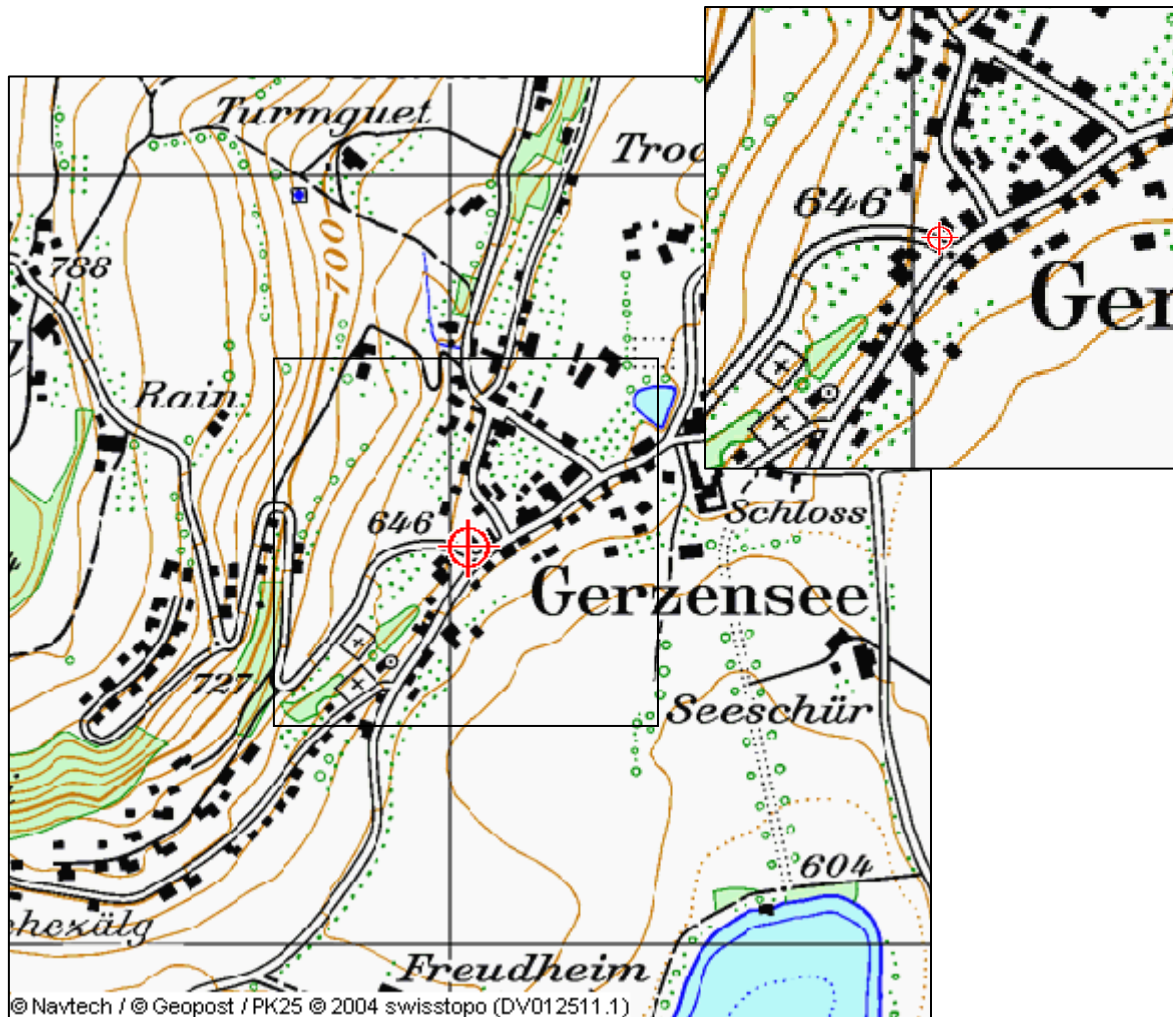 Turmguet
Troc
646
788
700
Ger
Rain
646
Schloss
Gerzensee
727
Seeschür
604
ohexälg
Freudheim
© Navtech / © Geopost / PK25 © 2004 swisstopo (DV012511.1)